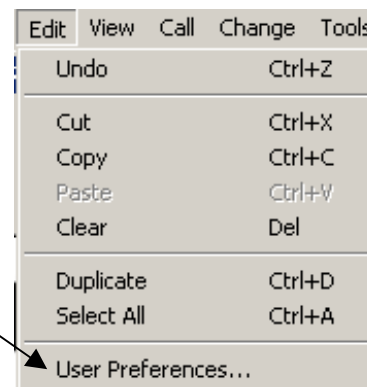 Edit View Call Change Tools
Undo Ctrl+Z
Cut Ctrl+X
Copy Ctrl+C
Paste Ctrl+V
Clear Del
Duplicate Ctrl+D
Select All Ctrl+A
User Preferences...